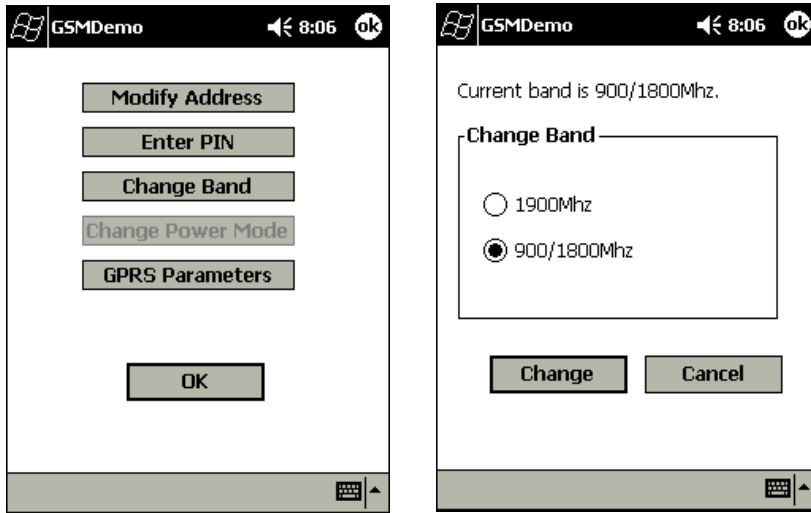 GSMDemo 8:06 ok
Modify Address
Enter PIN
Change Band
Change Power Mode
GPRS Parameters
OK
GSMDemo 8:06 ok
Current band is 900/1800Mhz.
Change Band
1900Mhz
900/1800Mhz
Change Cancel